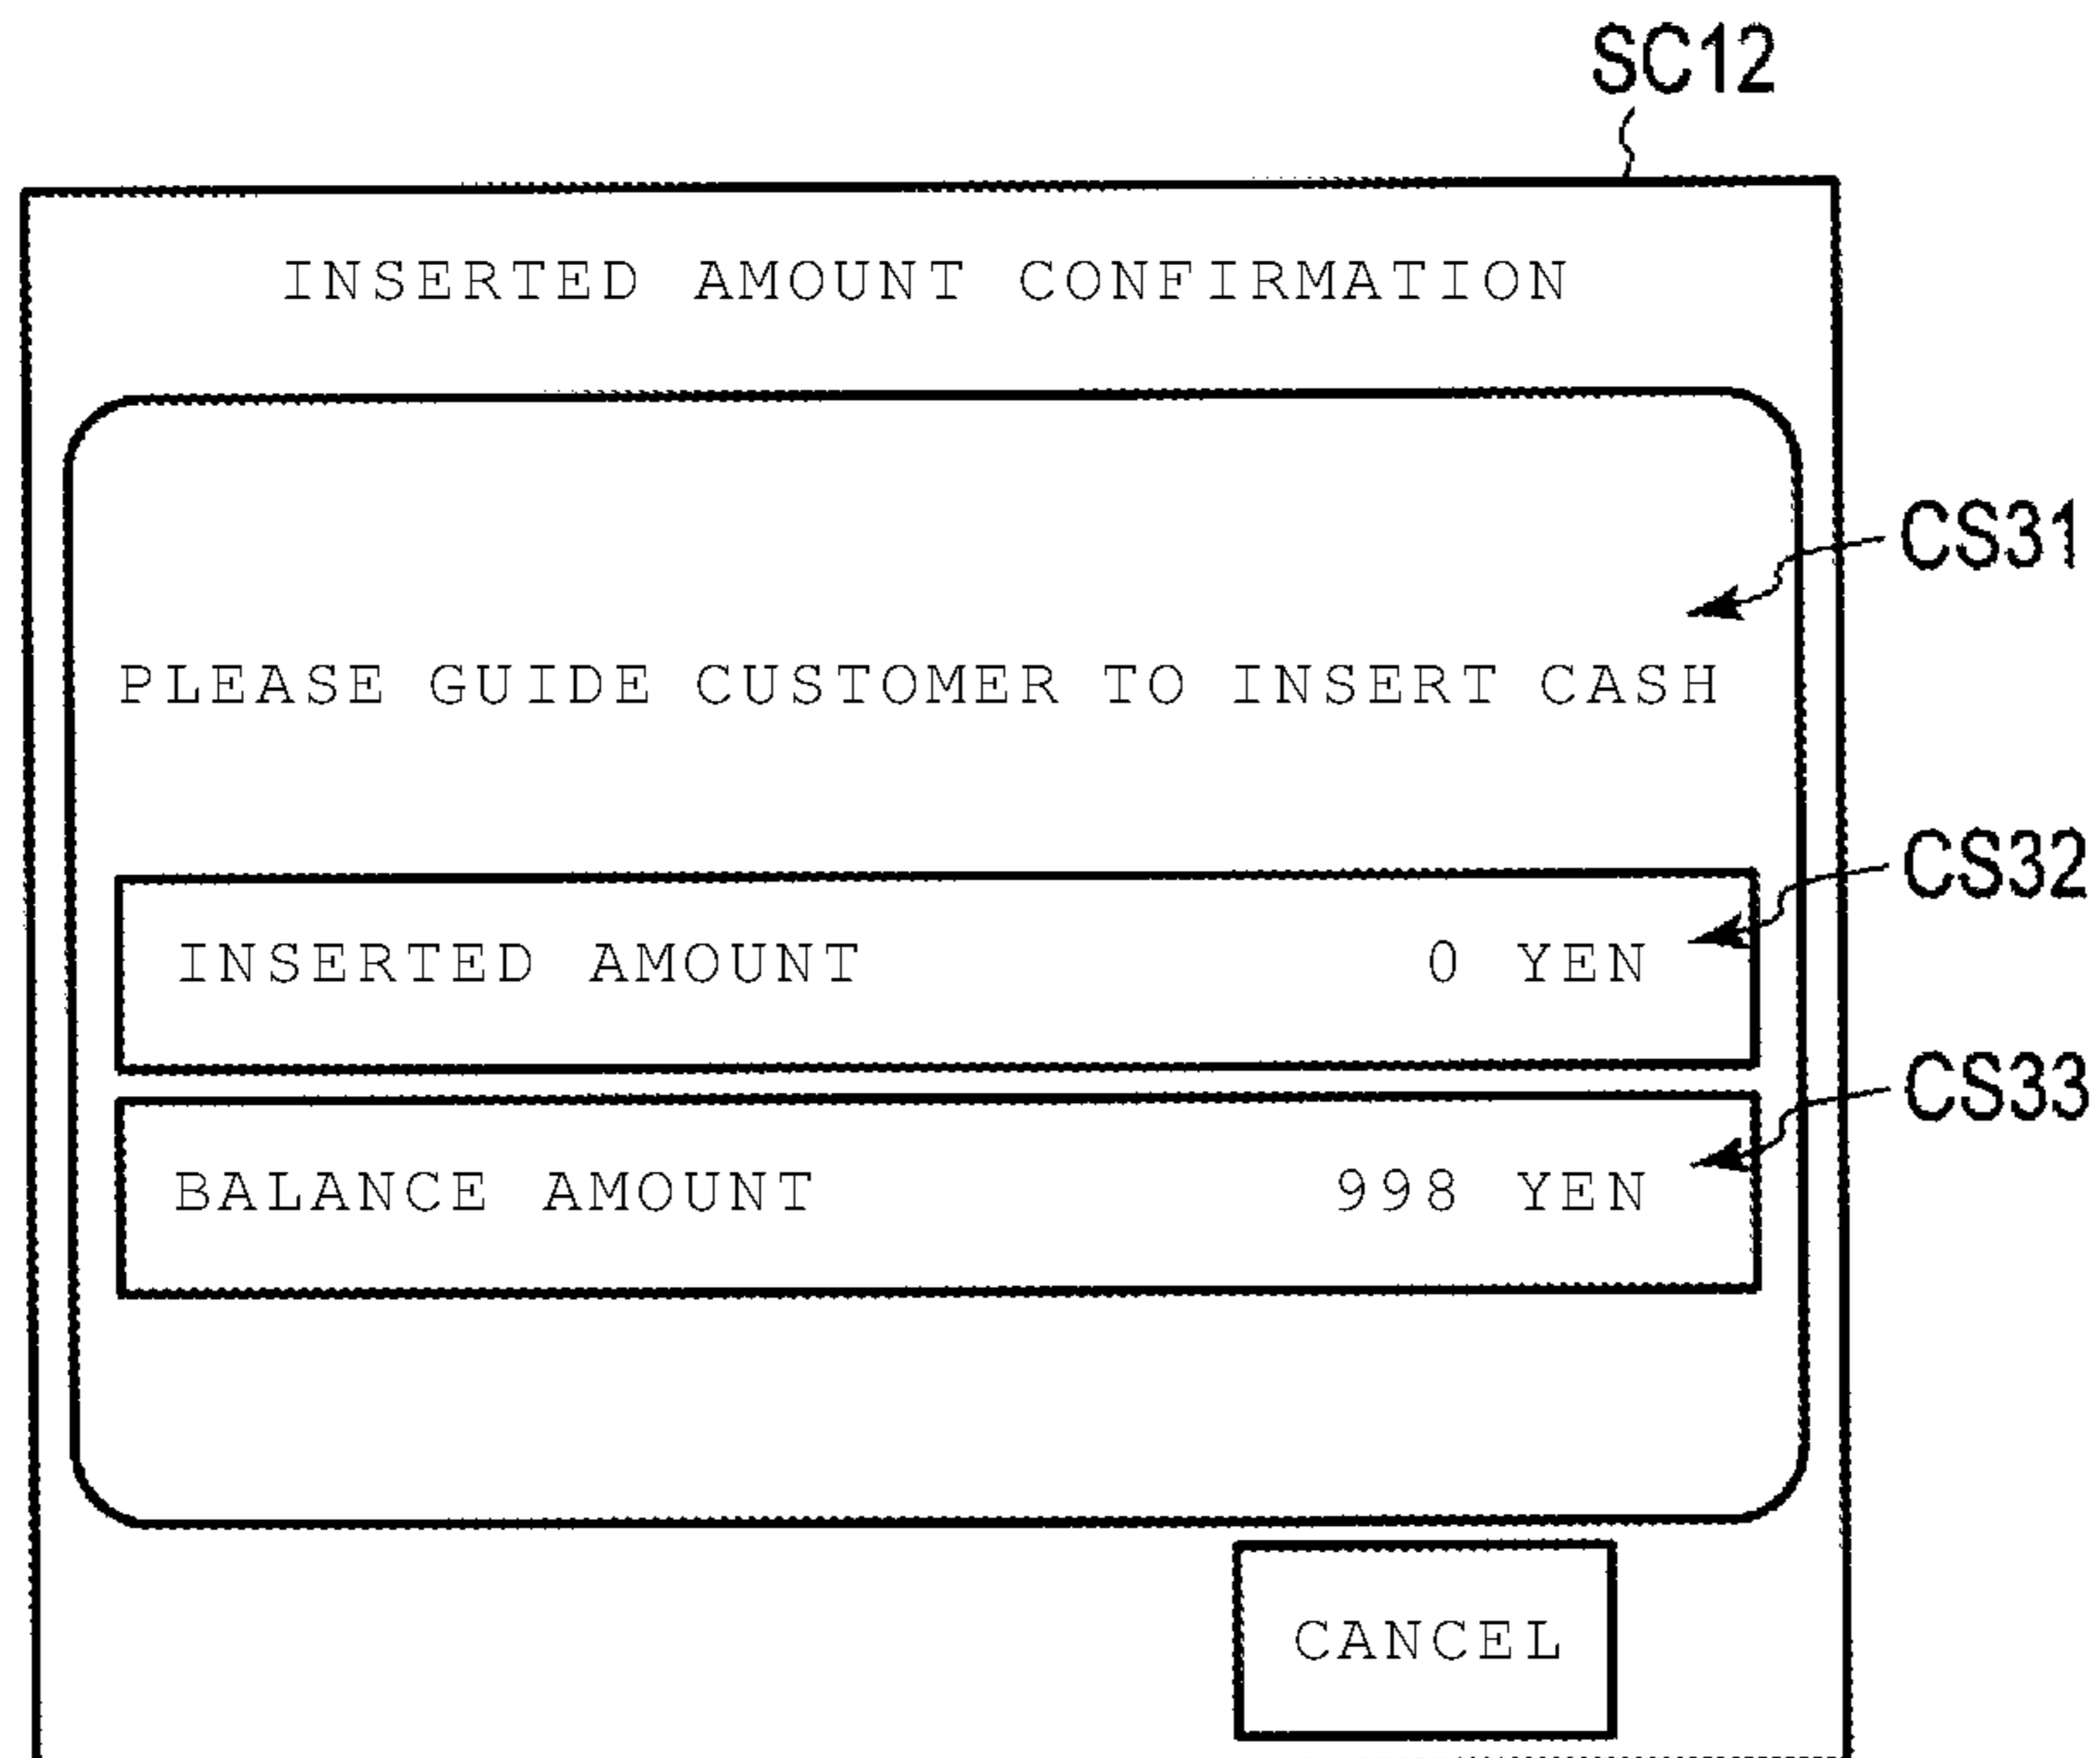 SC12
INSERTED AMOUNT CONFIRMATION
CS31
PLEASE GUIDE CUSTOMER TO INSERT CASH
CS32
INSERTED AMOUNT 0 YEN
CS33
BALANCE AMOUNT 998 YEN
CANCEL